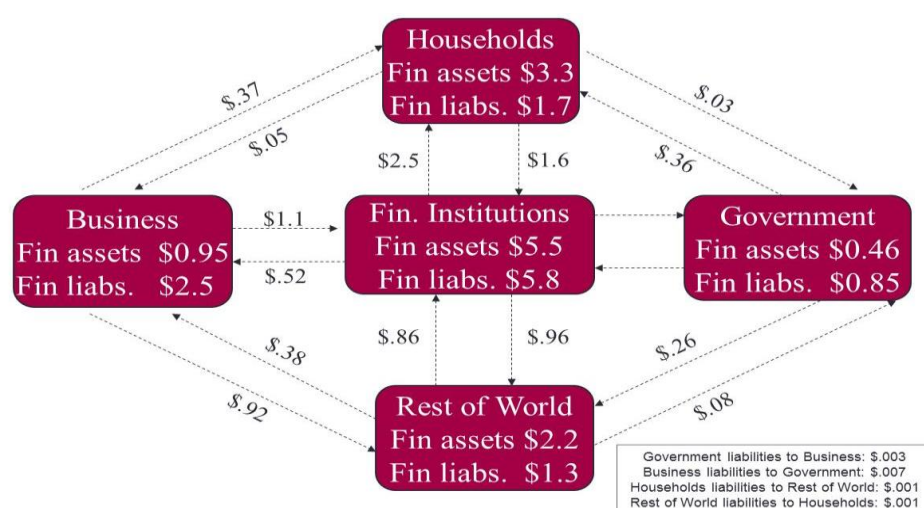 Households
Fin assets $3.3
Fin liabs. $1.7
$.37
$.05
$.03
$.36
$2.5
$1.6
Business
Fin assets $0.95
Fin liabs. $2.5
$1.1
$.52
Fin. Institutions
Fin assets $5.5
Fin liabs. $5.8
Government
Fin assets $0.46
Fin liabs. $0.85
$.38
$.92
$.86
$.96
$.26
$.08
Rest of World
Fin assets $2.2
Fin liabs. $1.3
Government liabilities to Business: $.003
Business liabilities to Government: $.007
Households liabilities to Rest of World: $.001
Rest of World liabilities to Households: $.001